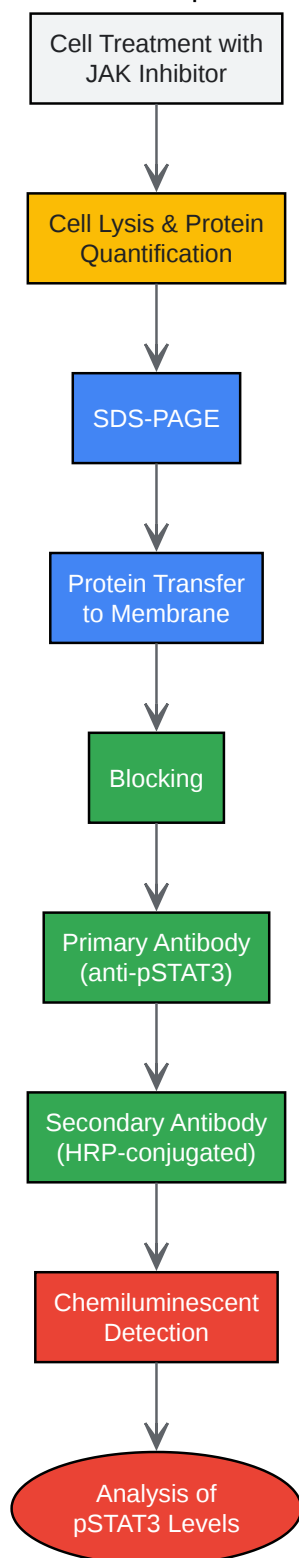 Cell Treatment with
JAK Inhibitor
Cell Lysis & Protein
Quantification
SDS-PAGE
Protein Transfer
to Membrane
Blocking
Primary Antibody
(anti-pSTAT3)
Secondary Antibody
(HRP-conjugated)
Chemiluminescent
Detection
Analysis of
pSTAT3 Levels